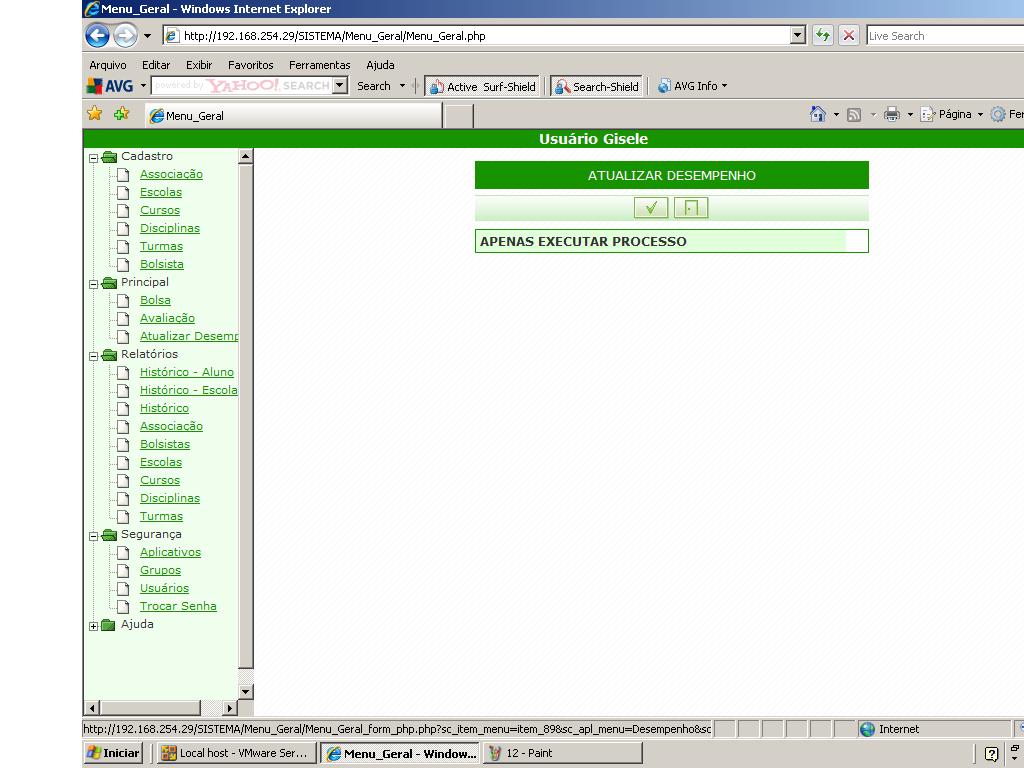 Menu_Geral - Windows Internet Explorer
http://192.168.254.29/SISTEMA/Menu_Geral/Menu_Geral.php
Live Search
Arquivo Editar Exibir Favoritos Ferramentas Ajuda
AVG powered by YAHOO! SEARCH Search Active Surf-Shield Search-Shield AVG Info
Menu_Geral
Página Fer
Usuário Gisele
Cadastro
Associação
Escolas
Cursos
Disciplinas
Turmas
Bolsista
Principal
Bolsa
Avaliação
Atualizar Desemp
Relatórios
Histórico - Aluno
Histórico - Escola
Histórico
Associação
Bolsistas
Escolas
Cursos
Disciplinas
Turmas
Segurança
Aplicativos
Grupos
Usuários
Trocar Senha
Ajuda
ATUALIZAR DESEMPENHO
APENAS EXECUTAR PROCESSO
http://192.168.254.29/SISTEMA/Menu_Geral/Menu_Geral_form_php.php?sc_item_menu=item_89&sc_apl_menu=Desempenho&sc
Internet
Iniciar
Local host - VMware Ser...
Menu_Geral - Window...
12 - Paint